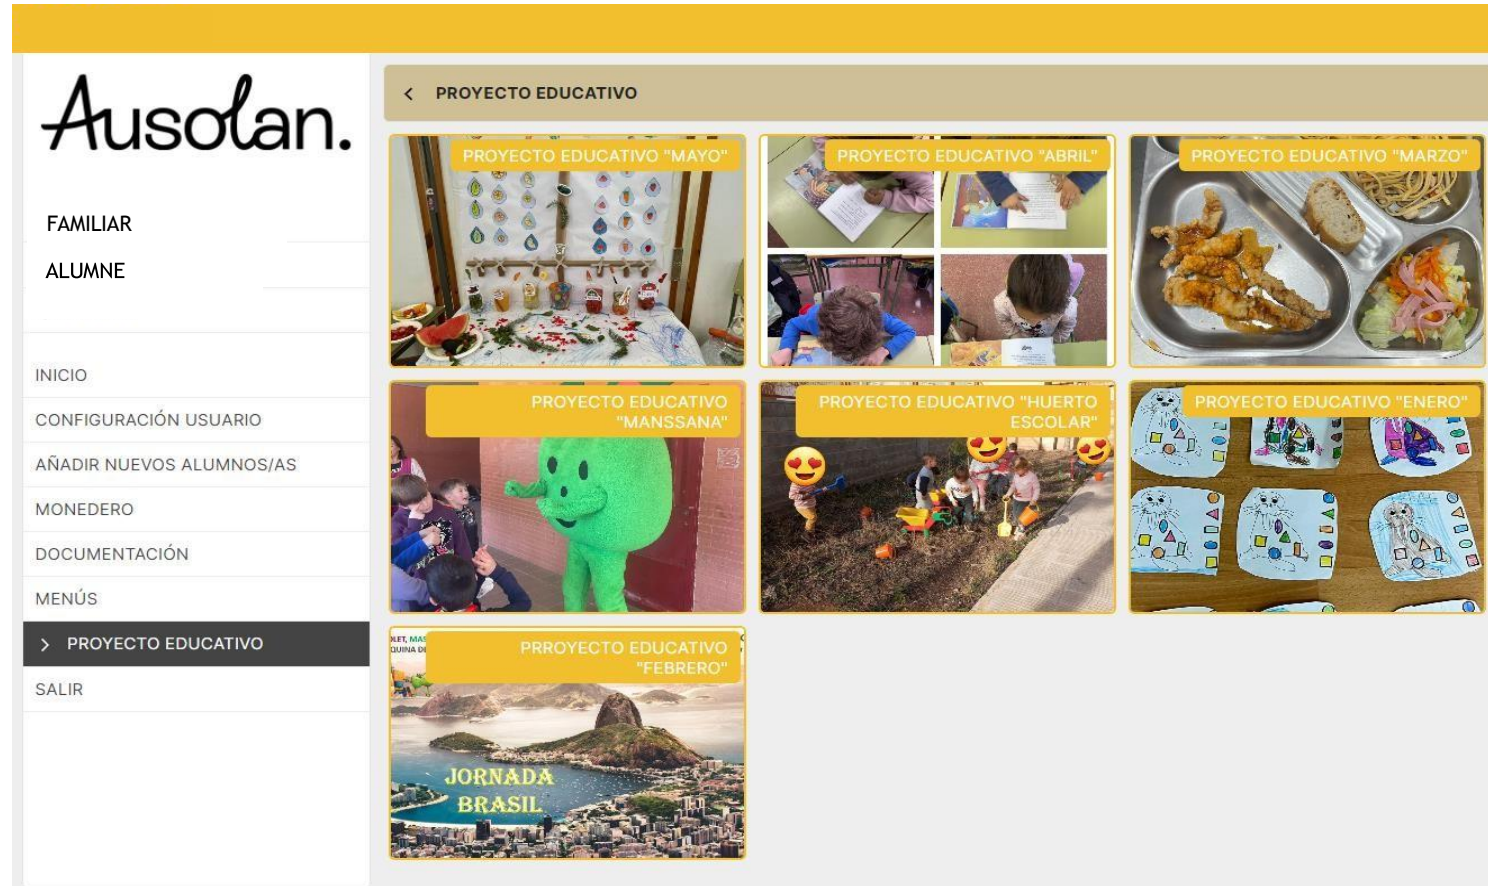 Ausolan.
FAMILIAR
ALUMNE
INICIO
CONFIGURACIÓN USUARIO
AÑADIR NUEVOS ALUMNOS/AS
MONEDERO
DOCUMENTACIÓN
MENÚS
PROYECTO EDUCATIVO
SALIR
PROYECTO EDUCATIVO
PROYECTO EDUCATIVO "MAYO"
PROYECTO EDUCATIVO "ABRIL"
PROYECTO EDUCATIVO "MARZO"
PROYECTO EDUCATIVO
"MANSSANA"
PROYECTO EDUCATIVO "HUERTO
ESCOLAR"
PROYECTO EDUCATIVO "ENERO"
PRROYECTO EDUCATIVO
"FEBRERO"
JORNADA
BRASIL